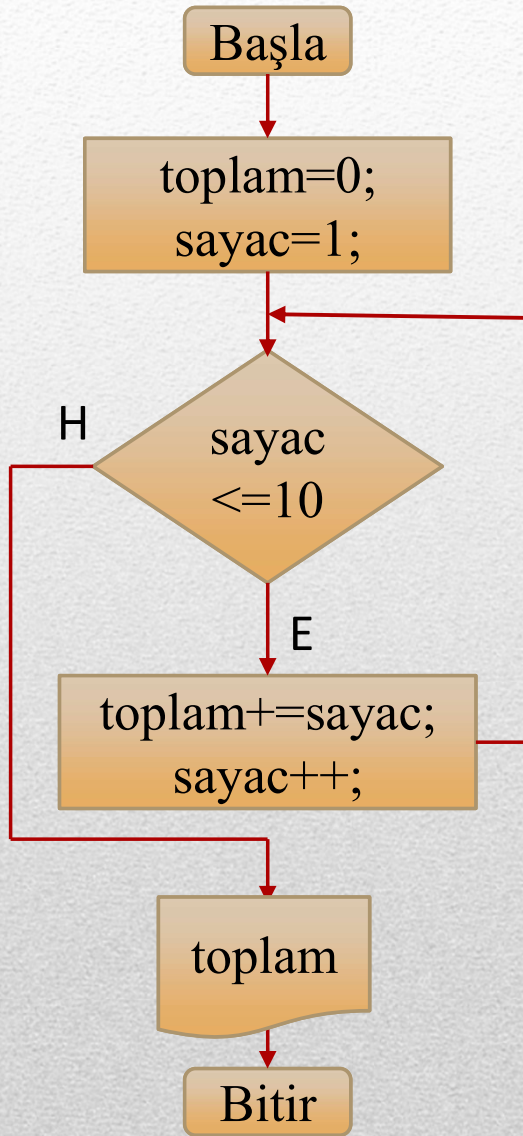 Başla
toplam=0;
sayac=1;
H
sayac
<=10
E
toplam+=sayac;
sayac++;
toplam
Bitir